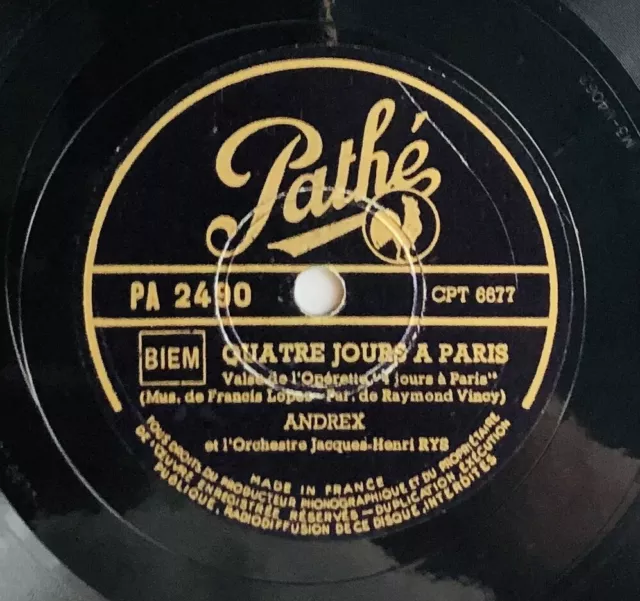 Pathé
PA 2490
CPT 6677
BIEM
QUATRE JOURS A PARIS
Valse de l'Opérette "4 jours à Paris"
(Mus. de Francis Lopez - Par. de Raymond Vincy)
ANDREX
et l'Orchestre Jacques-Henri RYS
MADE IN FRANCE
TOUS DROITS DU PRODUCTEUR PHONOGRAPHIQUE ET DU PROPRIÉTAIRE
DE L'ŒUVRE ENREGISTRÉE RÉSERVÉS - DUPLICATION EXÉCUTION
PUBLIQUE, RADIODIFFUSION DE CE DISQUE INTERDITES